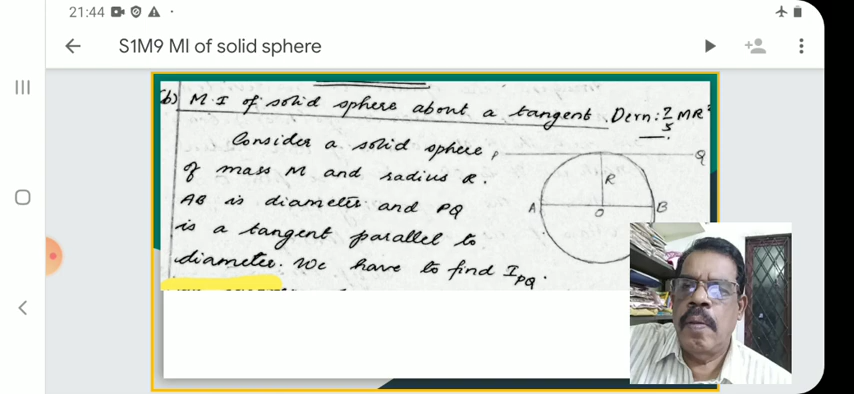 21:44
S1M9 MI of solid sphere
(b) M.I of solid sphere about a tangent. Dern: 2/5 MR²
Consider a solid sphere
of mass M and radius R.
AB is diameter and PQ
is a tangent parallel to
diameter. We have to find I_PQ.
P Q
R
A O B